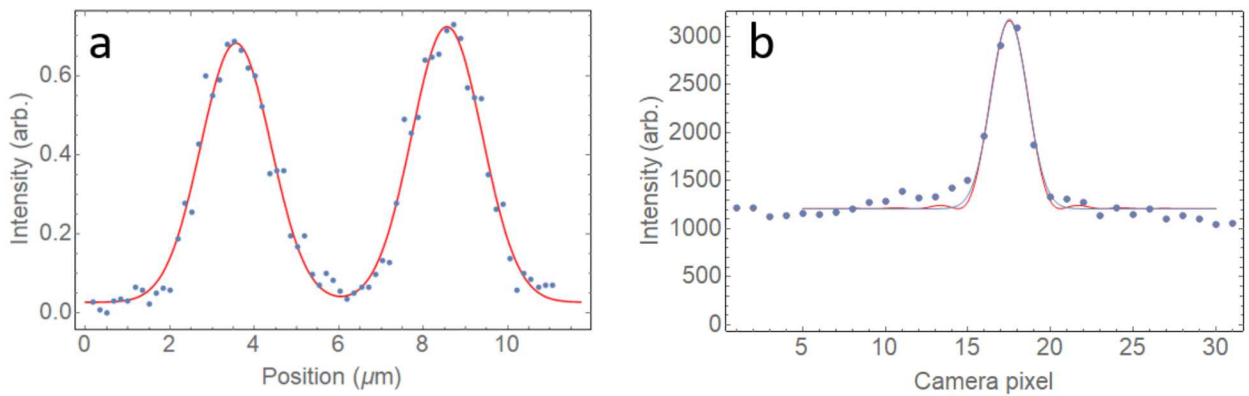 a
Intensity (arb.)
0.6
0.4
0.2
0.0
0 2 4 6 8 10
Position (µm)
b
Intensity (arb.)
3000
2500
2000
1500
1000
500
0
5 10 15 20 25 30
Camera pixel